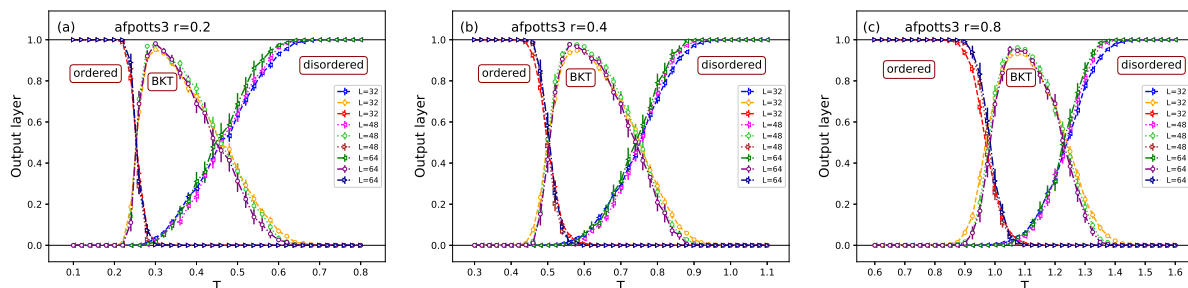 (a) afpotts3 r=0.2
Output layer
1.0
0.8
0.6
0.4
0.2
0.0
ordered
BKT
disordered
L=32
L=32
L=32
L=48
L=48
L=48
L=64
L=64
L=64
0.1 0.2 0.3 0.4 0.5 0.6 0.7 0.8
T
(b) afpotts3 r=0.4
Output layer
1.0
0.8
0.6
0.4
0.2
0.0
ordered
BKT
disordered
L=32
L=32
L=32
L=48
L=48
L=48
L=64
L=64
L=64
0.3 0.4 0.5 0.6 0.7 0.8 0.9 1.0 1.1
T
(c) afpotts3 r=0.8
Output layer
1.0
0.8
0.6
0.4
0.2
0.0
ordered
BKT
disordered
L=32
L=32
L=32
L=48
L=48
L=48
L=64
L=64
L=64
0.6 0.7 0.8 0.9 1.0 1.1 1.2 1.3 1.4 1.5 1.6
T